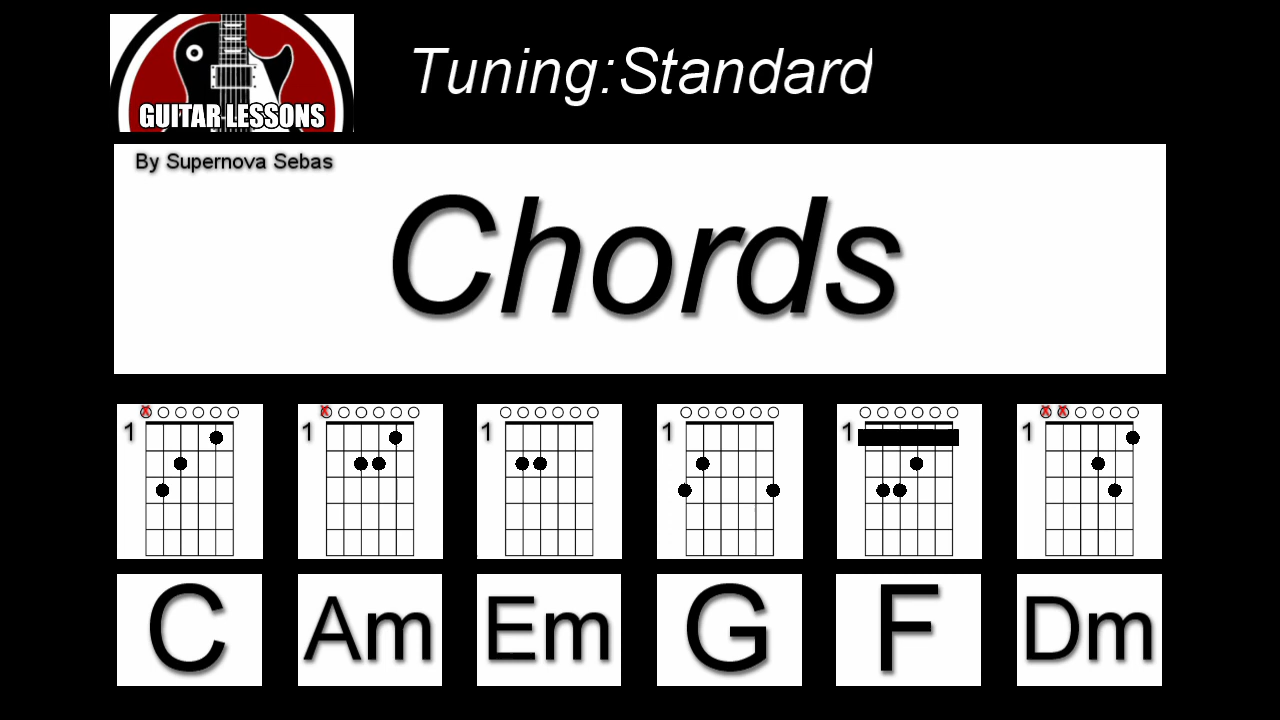 GUITAR LESSONS
Tuning:Standard
By Supernova Sebas
Chords
x x x x
1 1 1 1 1 1
C Am Em G F Dm